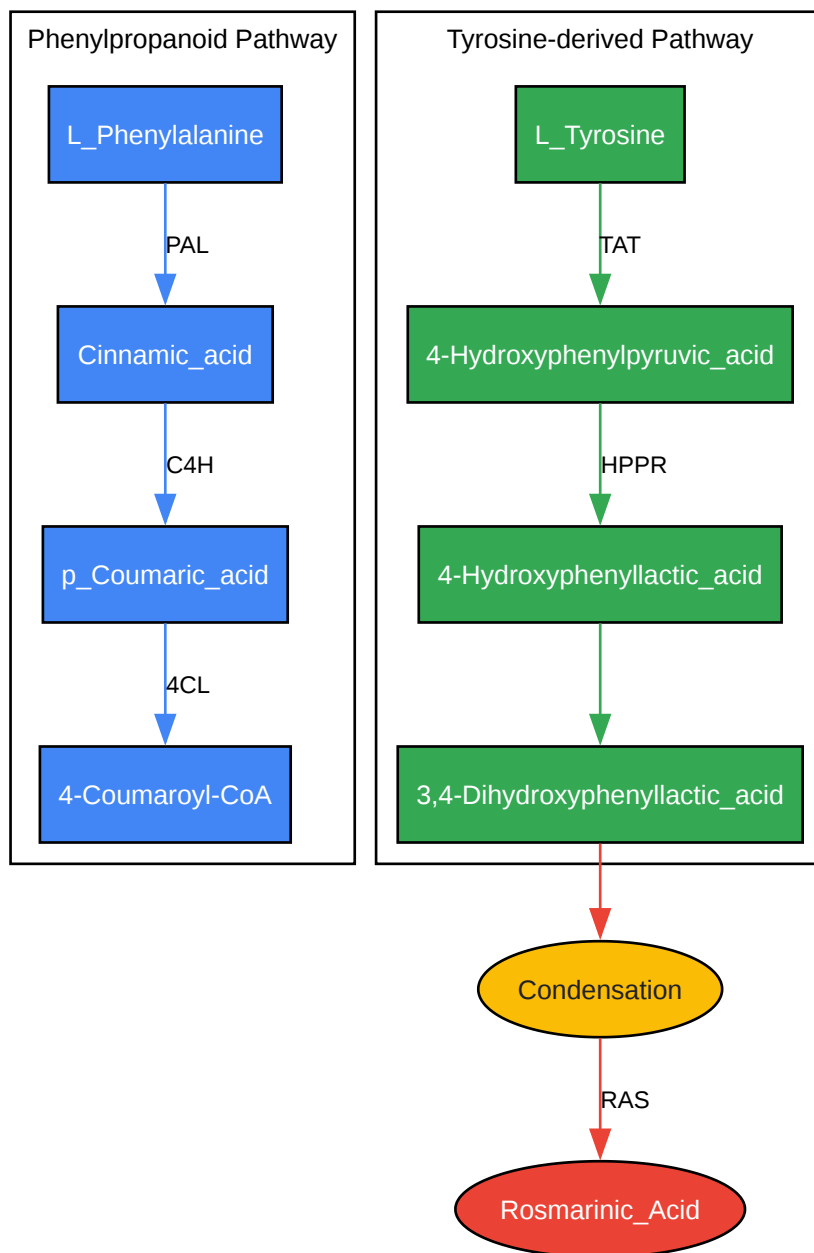 Phenylpropanoid Pathway
L_Phenylalanine
PAL
Cinnamic_acid
C4H
p_Coumaric_acid
4CL
4-Coumaroyl-CoA
Tyrosine-derived Pathway
L_Tyrosine
TAT
4-Hydroxyphenylpyruvic_acid
HPPR
4-Hydroxyphenyllactic_acid
3,4-Dihydroxyphenyllactic_acid
Condensation
RAS
Rosmarinic_Acid